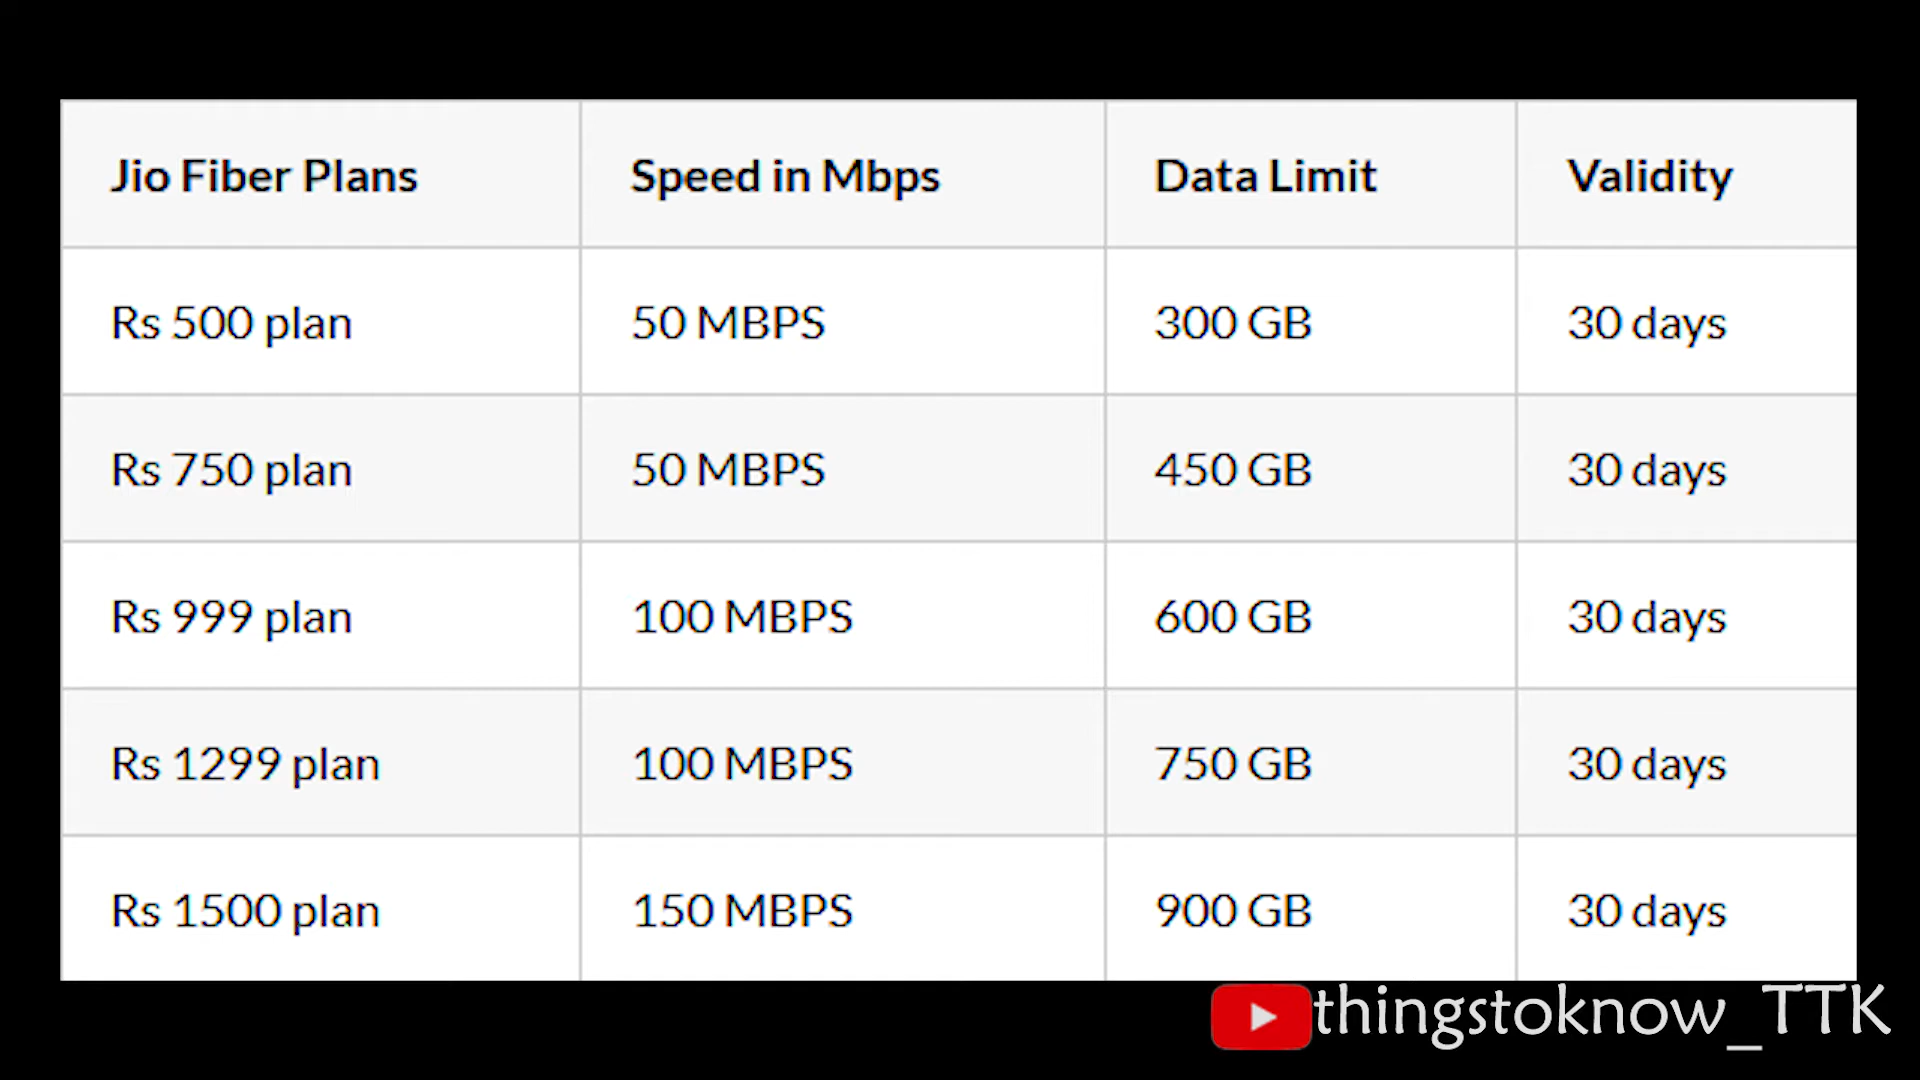 Jio Fiber Plans Speed in Mbps Data Limit Validity
Rs 500 plan 50 MBPS 300 GB 30 days
Rs 750 plan 50 MBPS 450 GB 30 days
Rs 999 plan 100 MBPS 600 GB 30 days
Rs 1299 plan 100 MBPS 750 GB 30 days
Rs 1500 plan 150 MBPS 900 GB 30 days
thingstoknow_TTK